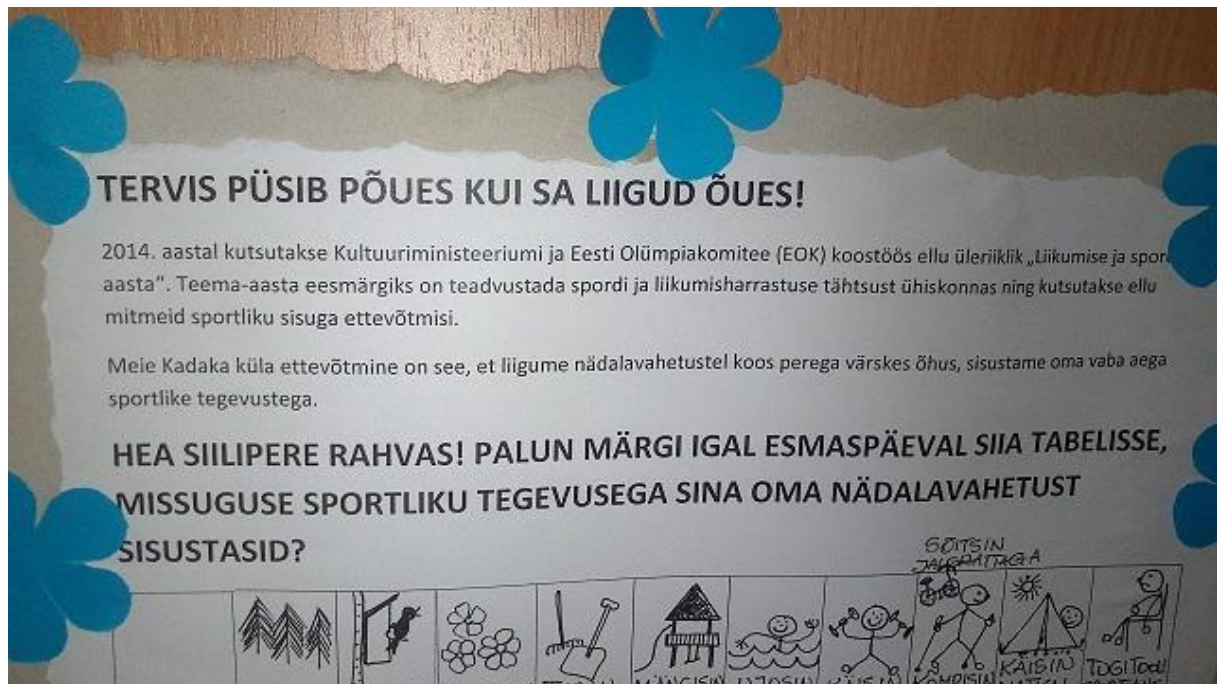 TERVIS PÜSIB PÕUES KUI SA LIIGUD ÕUES!
2014. aastal kutsutakse Kultuuriministeeriumi ja Eesti Olümpiakomitee (EOK) koostöös ellu üleriiklik „Liikumise ja
aasta“. Teema-aasta eesmärgiks on teadvustada spordi ja liikumisharrastuse tähtsust ühiskonnas ning kutsutakse ellu
mitmeid sportliku sisuga ettevõtmisi.
Meie Kadaka küla ettevõtmine on see, et liigume nädalavahetustel koos perega värskes õhus, sisustame oma vaba aega
sportlike tegevustega.
HEA SIILIPERE RAHVAS! PALUN MÄRGI IGAL ESMASPÄEVAL SIIA TABELISSE,
MISSUGUSE SPORTLIKU TEGEVUSEGA SINA OMA NÄDALAVAHETUST
SISUSTASID?
SÕITSIN
JALGRATTAGA
KÄISIN